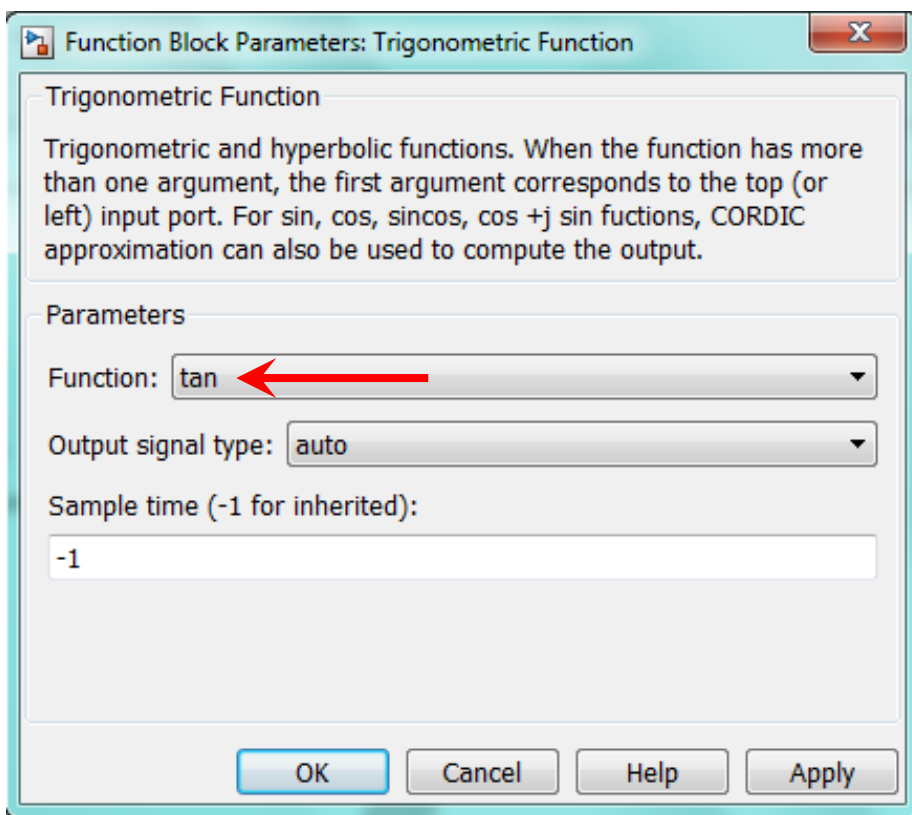 Function Block Parameters: Trigonometric Function
x
Trigonometric Function
Trigonometric and hyperbolic functions. When the function has more
than one argument, the first argument corresponds to the top (or
left) input port. For sin, cos, sincos, cos +j sin fuctions, CORDIC
approximation can also be used to compute the output.
Parameters
Function: tan
Output signal type: auto
Sample time (-1 for inherited):
-1
OK Cancel Help Apply